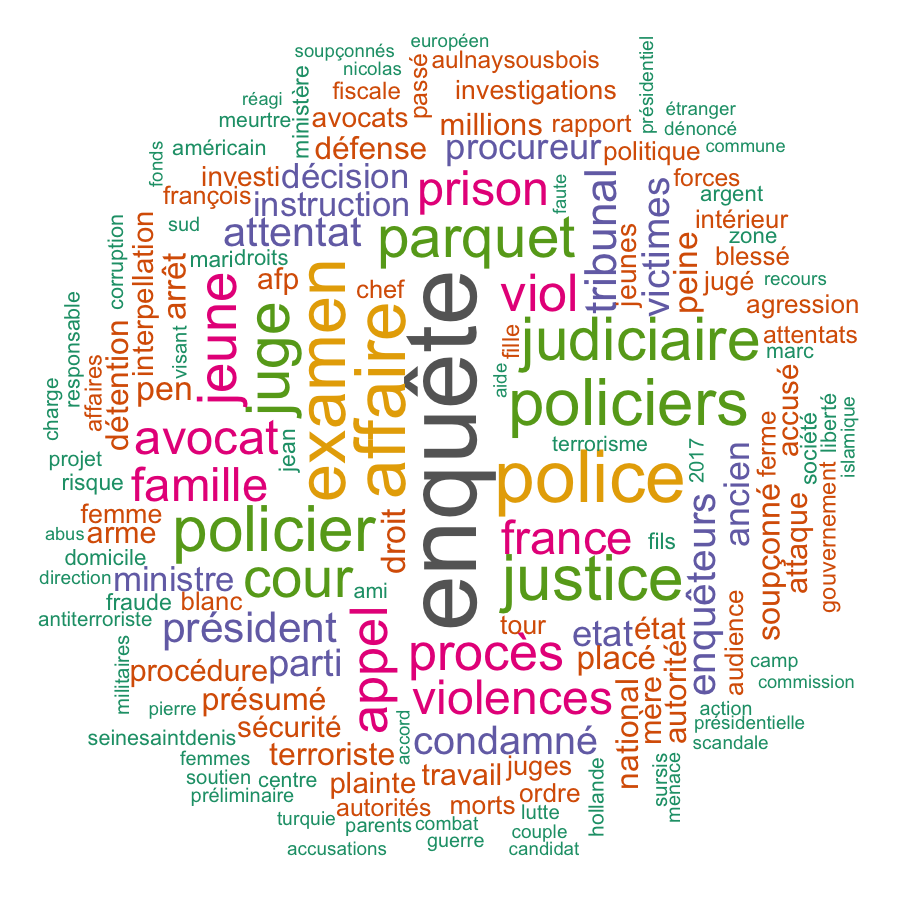 européen
soupçonnés
nicolas
aulnaysousbois
passé
présidentiel
ministère
fiscale
investigations
réagi
étranger
meurtre
avocats
millions
rapport
dénoncé
américain
défense
procureur
politique
commune
fonds
investi
décision
prison
faute
tribunal
victimes
forces
françois
instruction
argent
sud
attentat
parquet
jeunes
intérieur
zone
corruption
interpellation
arrêt
mari
droits
peine
blessé
afp
chef
viol
jugé
recours
responsable
jeune
juge
examen
affaire
enquête
agression
fille
judiciaire
attentats
visant
marc
affaires
détention
pen
aide
policiers
accusé
charge
avocat
jean
terrorisme
2017
ancien
ferme
société
liberté
islamique
projet
risque
famille
police
enquêteurs
soupçonné
attaque
gouvernement
femme
abus
arme
policier
droit
france
fils
domicile
direction
ministre
cour
ami
justice
fraude
blanc
antiterroriste
président
appel
tour
etat
état
audience
militaires
procédure
parti
procès
placé
autorité
camp
commission
pierre
présumé
violences
national
mère
action
présidentielle
sécurité
seinesaintdenis
accord
condamné
scandale
femmes
terroriste
soutien
centre
plainte
travail
juges
hollande
sursis
menace
préliminaire
ordre
autorités
morts
turquie
parents
combat
lutte
couple
guerre
accusations
candidat